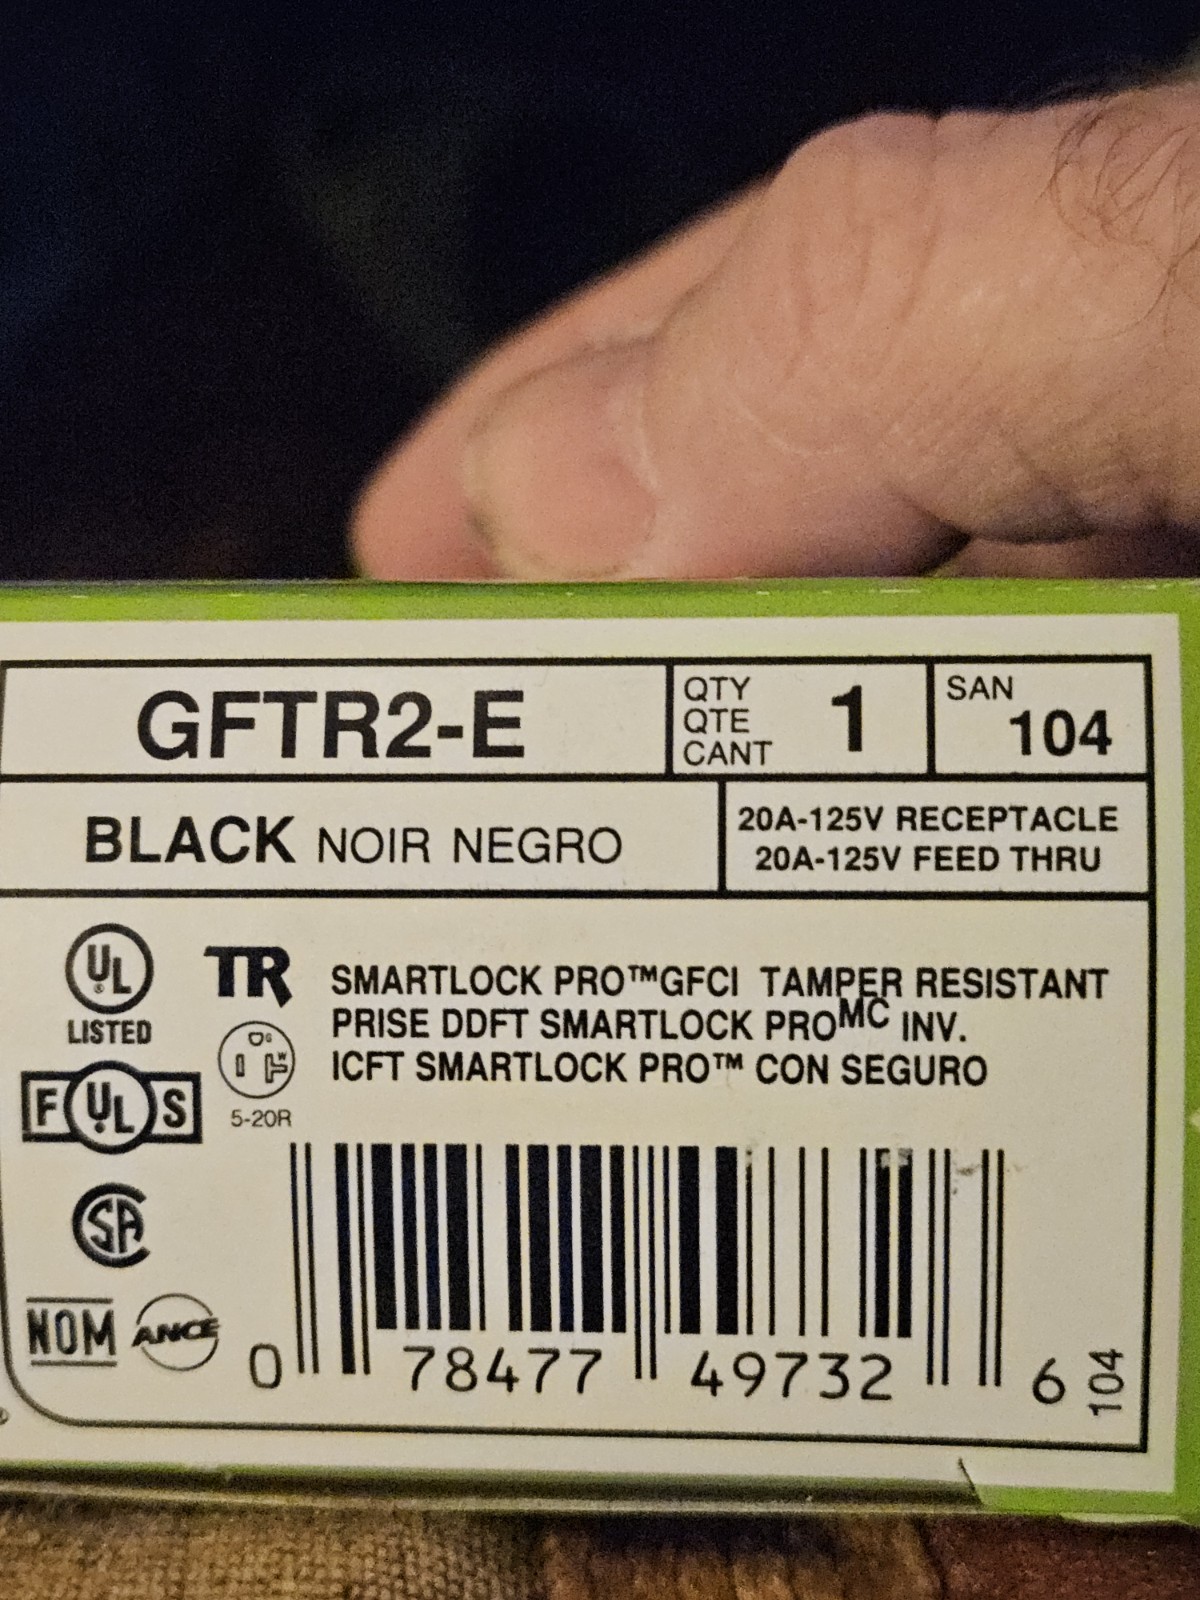 GFTR2-E
QTY
QTE
CANT
1
SAN
104
BLACK NOIR NEGRO
20A-125V RECEPTACLE
20A-125V FEED THRU
UL
®
LISTED
TR
SMARTLOCK PRO™GFCI TAMPER RESISTANT
PRISE DDFT SMARTLOCK PROᴹᶜ INV.
ICFT SMARTLOCK PRO™ CON SEGURO
G
W
5-20R
F UL S
SA
NOM
ANCE
0 78477 49732 6
104